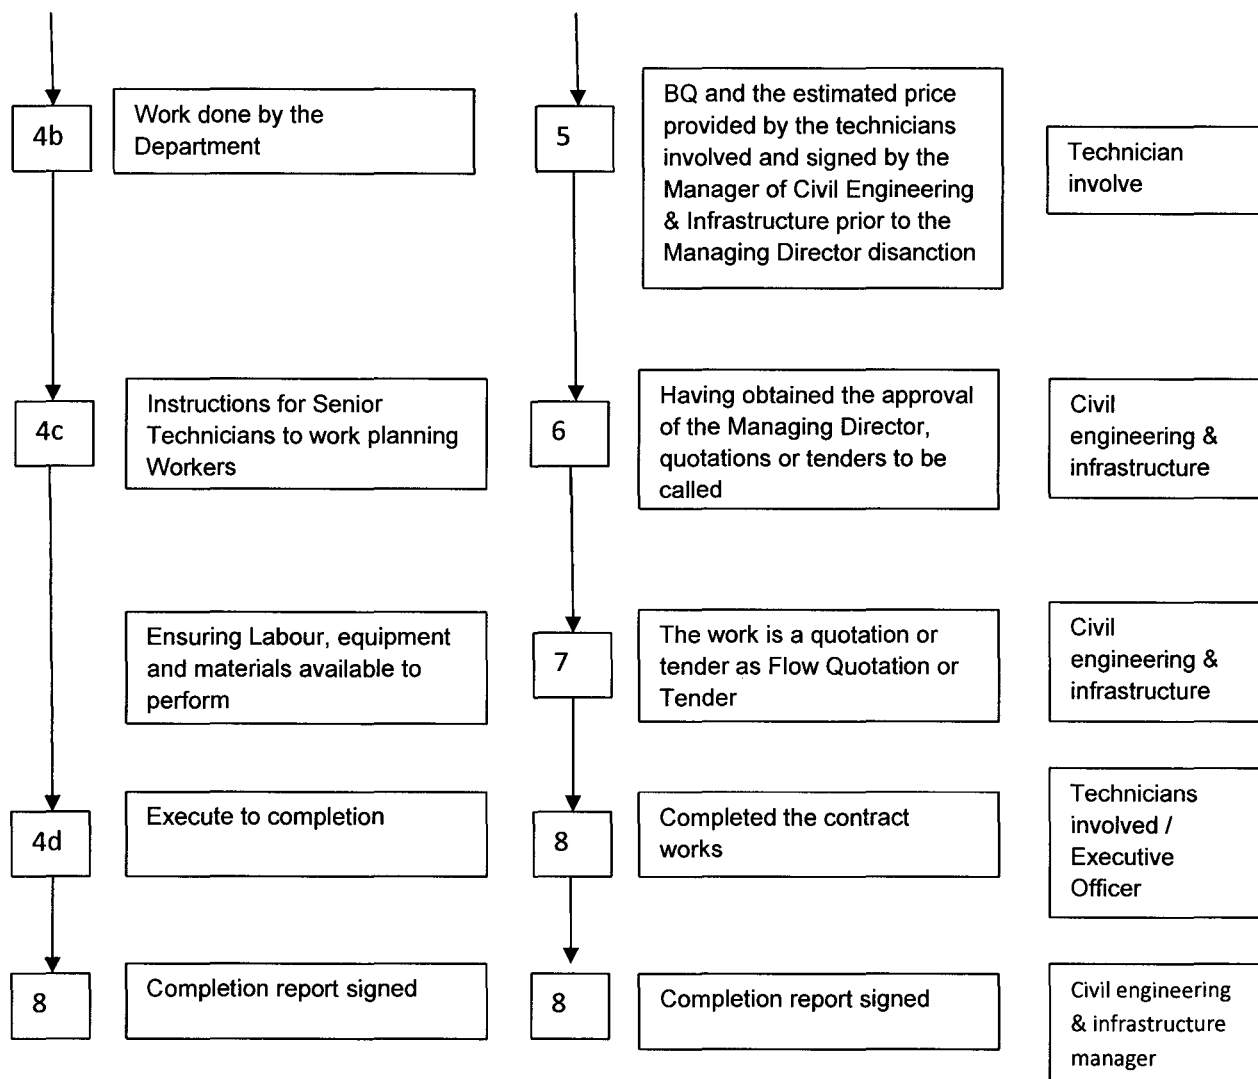 4b
Work done by the
Department
5
BQ and the estimated price
provided by the technicians
involved and signed by the
Manager of Civil Engineering
& Infrastructure prior to the
Managing Director disanction
Technician
involve
4c
Instructions for Senior
Technicians to work planning
Workers
6
Having obtained the approval
of the Managing Director,
quotations or tenders to be
called
Civil
engineering &
infrastructure
Ensuring Labour, equipment
and materials available to
perform
7
The work is a quotation or
tender as Flow Quotation or
Tender
Civil
engineering &
infrastructure
4d
Execute to completion
8
Completed the contract
works
Technicians
involved /
Executive
Officer
8
Completion report signed
8
Completion report signed
Civil engineering
& infrastructure
manager